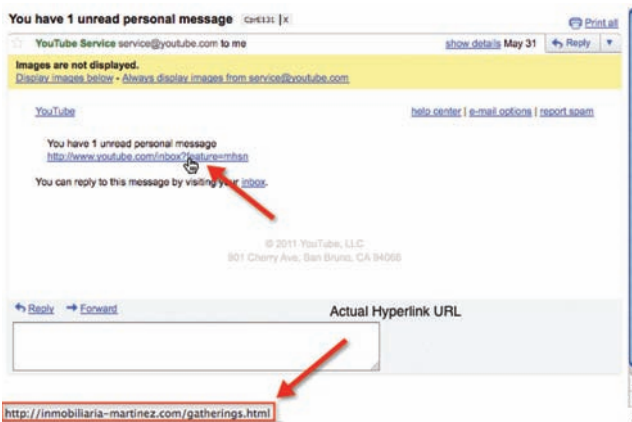 You have 1 unread personal message X
Print all
YouTube Service service@youtube.com to me show details May 31 Reply
Images are not displayed.
Display images below - Always display images from service@youtube.com
YouTube help center | e-mail options | report spam
You have 1 unread personal message
http://www.youtube.com/inbox?feature=mhsn
You can reply to this message by visiting your inbox.
© 2011 YouTube, LLC
901 Cherry Ave, San Bruno, CA 94066
Reply Forward
Actual Hyperlink URL
http://inmobiliaria-martinez.com/gatherings.html